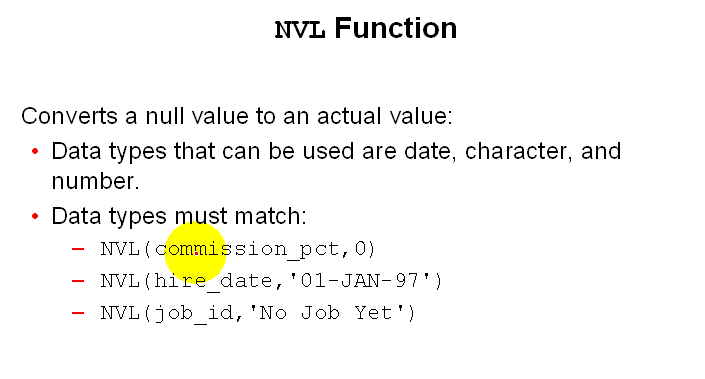 NVL Function
Converts a null value to an actual value:
• Data types that can be used are date, character, and
number.
• Data types must match:
– NVL(commission_pct,0)
– NVL(hire_date,'01-JAN-97')
– NVL(job_id,'No Job Yet')